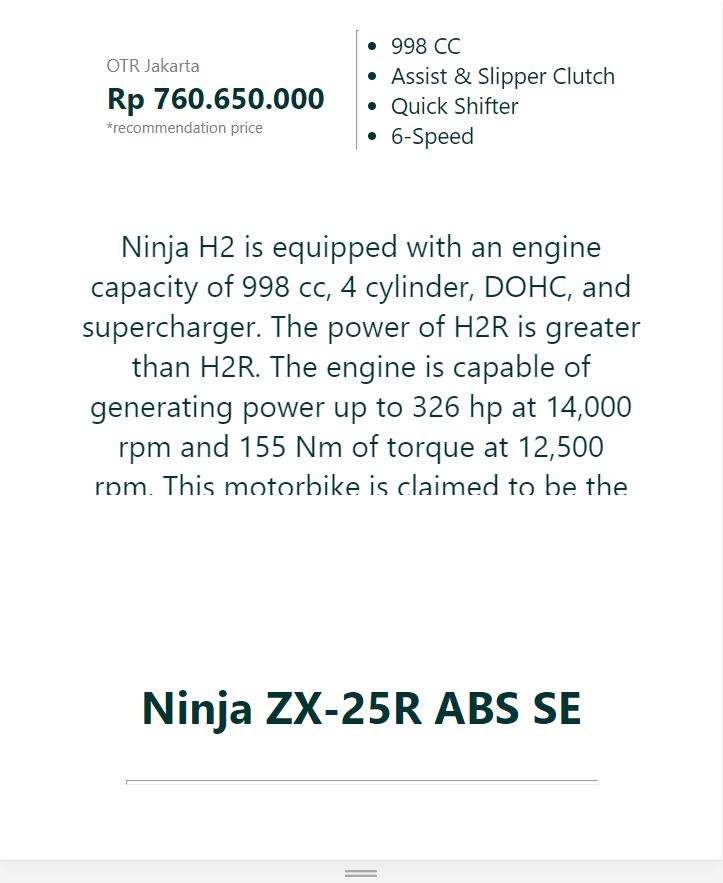 OTR Jakarta
Rp 760.650.000
*recommendation price
998 CC
Assist & Slipper Clutch
Quick Shifter
6-Speed
Ninja H2 is equipped with an engine
capacity of 998 cc, 4 cylinder, DOHC, and
supercharger. The power of H2R is greater
than H2R. The engine is capable of
generating power up to 326 hp at 14,000
rpm and 155 Nm of torque at 12,500
rpm. This motorbike is claimed to be the
Ninja ZX-25R ABS SE